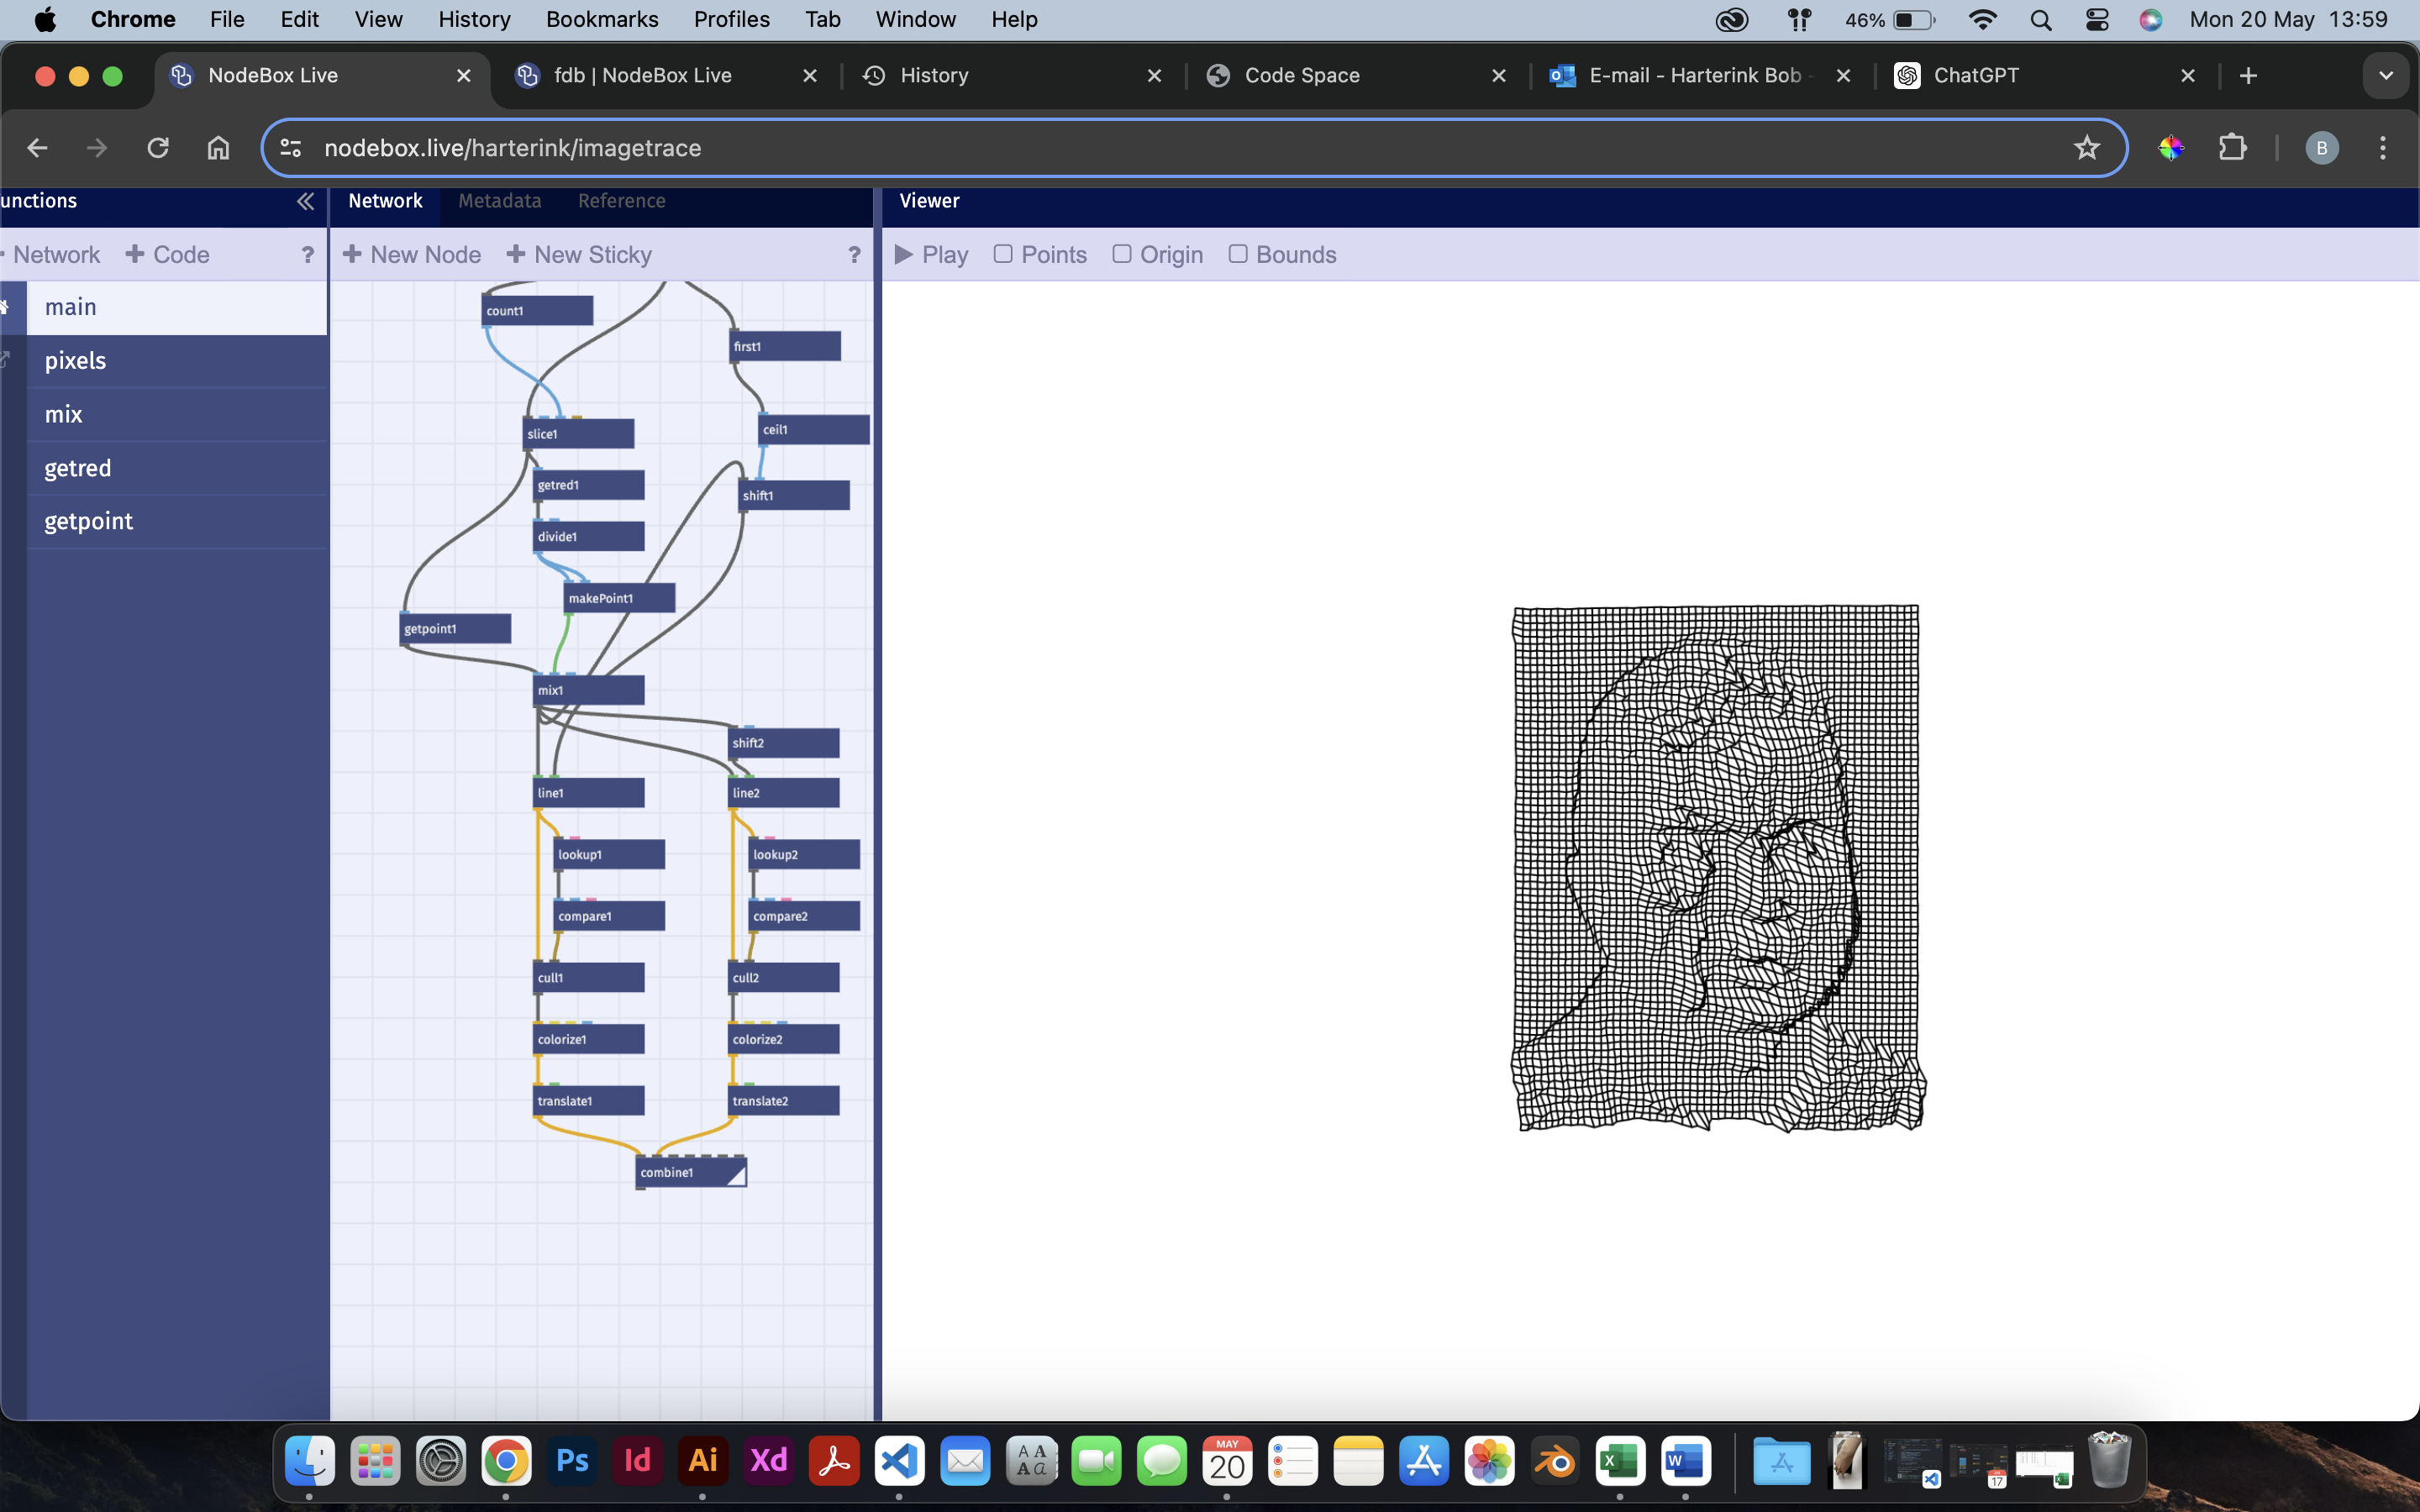 Chrome File Edit View History Bookmarks Profiles Tab Window Help 46% Mon 20 May 13:59
NodeBox Live fdb | NodeBox Live History Code Space E-mail - Harterink Bob - ChatGPT
nodebox.live/harterink/imagetrace B
unctions Network Metadata Reference Viewer
Network + Code ? + New Node + New Sticky ? Play Points Origin Bounds
main
pixels
mix
getred
getpoint
count1
first1
ceil1
slice1
getred1
shift1
divide1
makePoint1
getpoint1
mix1
shift2
line1 line2
lookup1 lookup2
compare1 compare2
cull1 cull2
colorize1 colorize2
translate1 translate2
combine1
Ps Id Ai Xd MAY 20 X W 17